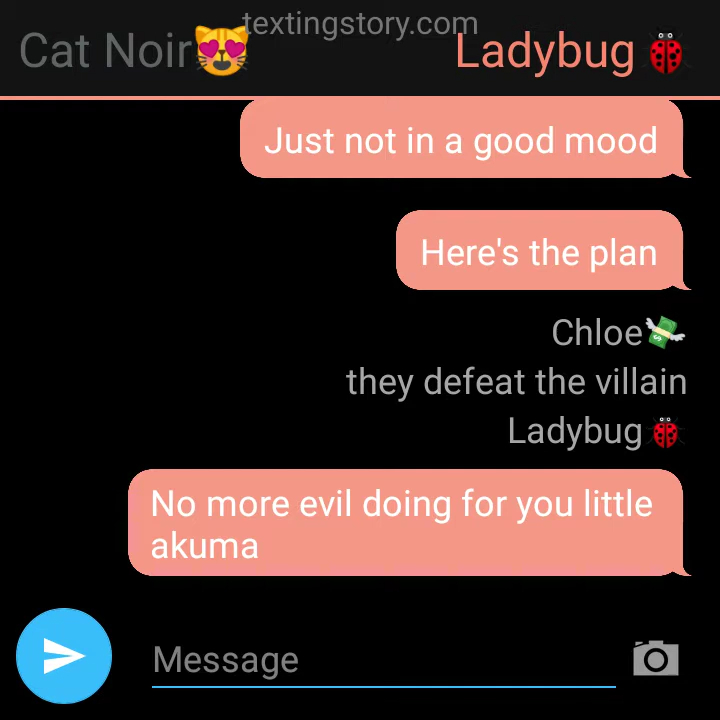 textingstory.com
Cat Noir😻 Ladybug🐞
Just not in a good mood
Here's the plan
Chloe💸
they defeat the villain
Ladybug🐞
No more evil doing for you little
akuma
Message